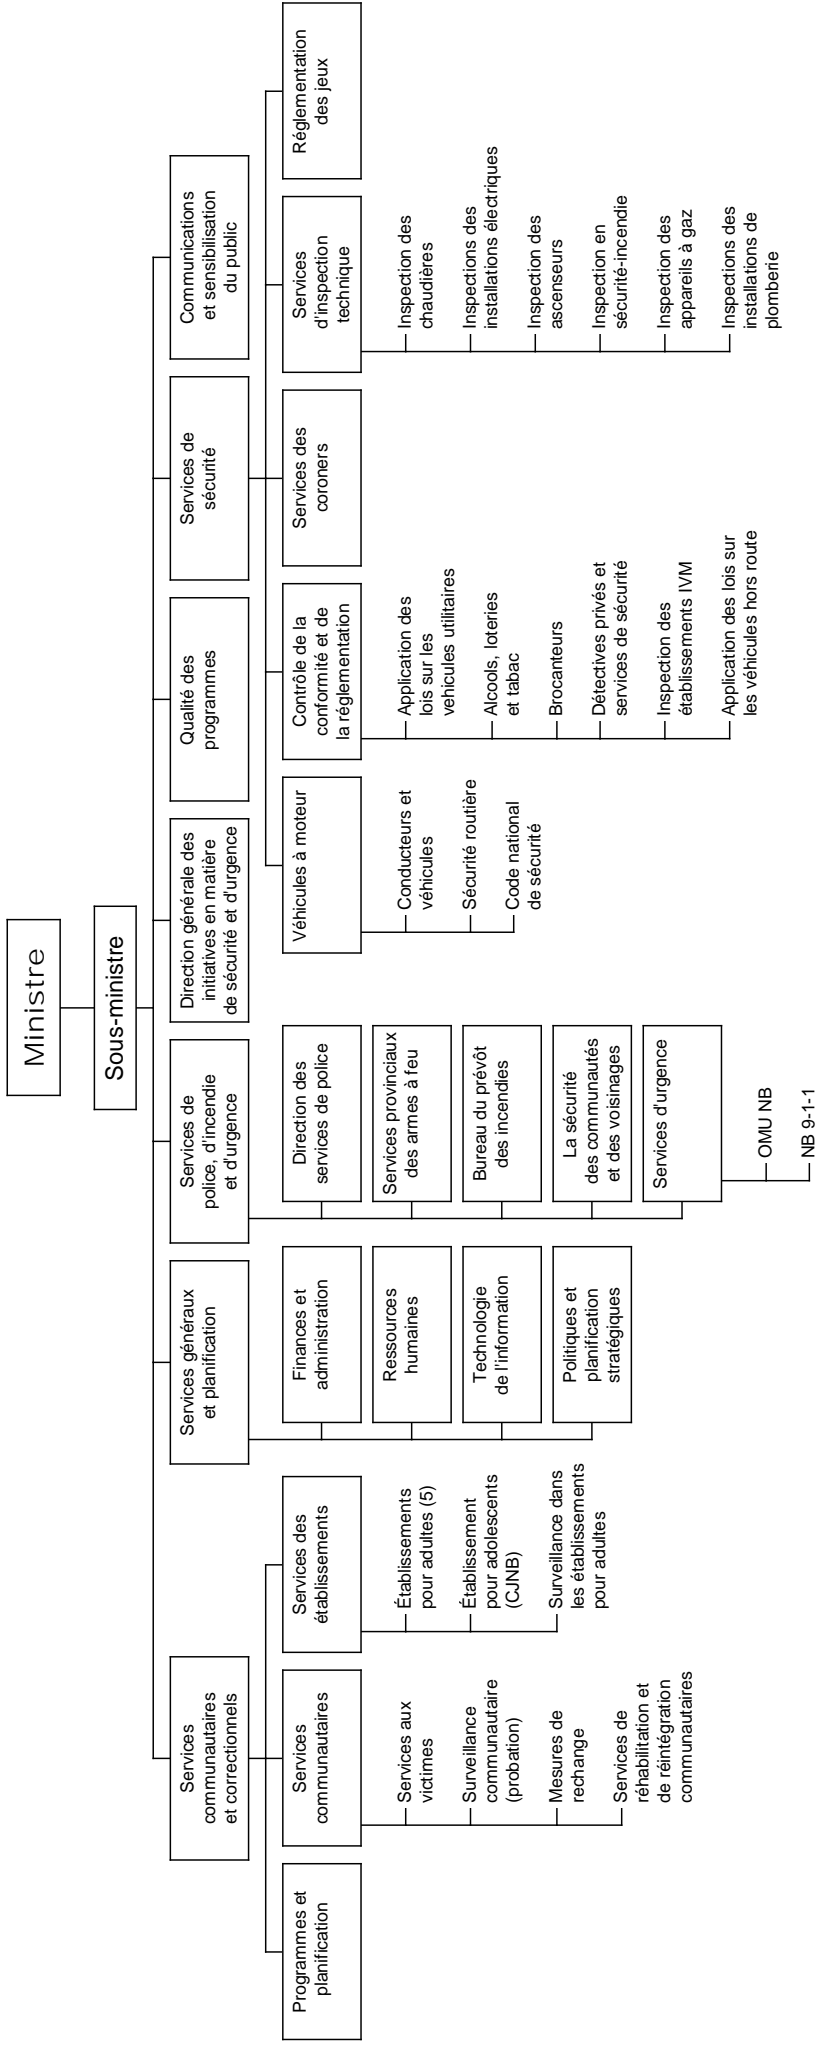 Ministre
Sous-ministre
Services
communautaires
et correctionnels
Services généraux
et planification
Services de
police, d'incendie
et d'urgence
Direction générale des
initiatives en matière
de sécurité et d'urgence
Qualité des
programmes
Services de
sécurité
Communications
et sensibilisation
du public
Programmes et
planification
Services
communautaires
Services aux
victimes
Surveillance
communautaire
(probation)
Mesures de
rechange
Services de
réhabilitation et
de réintégration
communautaires
Services des
établissements
Établissements
pour adultes (5)
Établissement
pour adolescents
(CJNB)
Surveillance dans
les établissements
pour adultes
Finances et
administration
Ressources
humaines
Technologie
de l'information
Politiques et
planification
stratégiques
Direction des
services de police
Services provinciaux
des armes à feu
Bureau du prévôt
des incendies
La sécurité
des communautés
et des voisinages
Services d'urgence
OMU NB
NB 9-1-1
Véhicules à moteur
Conducteurs et
véhicules
Sécurité routière
Code national
de sécurité
Contrôle de la
conformité et de
la réglementation
Application des
lois sur les
vehicules utilitaires
Alcools, loteries
et tabac
Brocanteurs
Détectives privés et
services de sécurité
Inspection des
établissements IVM
Application des lois sur
les véhicules hors route
Services des
coroners
Services
d'inspection
technique
Inspection des
chaudières
Inspections des
installations électriques
Inspection des
ascenseurs
Inspection en
sécurité-incendie
Inspection des
appareils à gaz
Inspections des
installations de
plomberie
Réglementation
des jeux